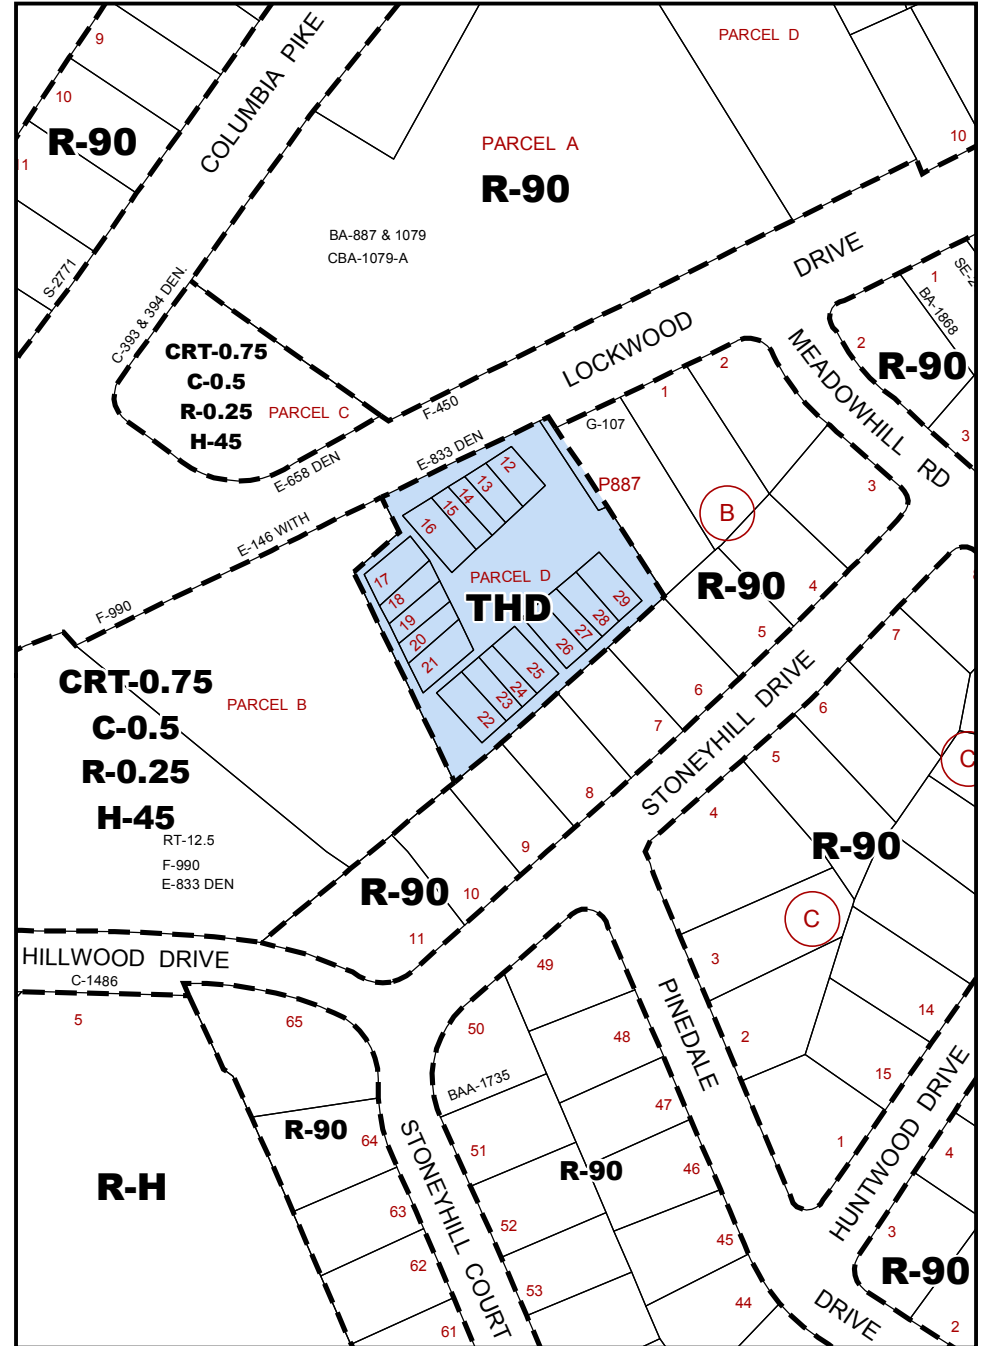 9
COLUMBIA PIKE
PARCEL D
10
R-90
11
PARCEL A
R-90
10
BA-887 & 1079
CBA-1079-A
DRIVE
S-2771
C-393 & 394 DEN.
1
BA-1868
LOCKWOOD
MEADOWHILL RD
2
R-90
CRT-0.75
C-0.5
R-0.25
H-45
PARCEL C
F-450
1
2
G-107
3
E-658 DEN
E-833 DEN
12
13
14
15
16
P887
B
3
E-146 WITH
17
18
19
20
21
PARCEL D
THD
R-90
4
29
28
27
26
5
7
F-990
25
24
23
22
6
STONEYHILL DRIVE
6
CRT-0.75
C-0.5
R-0.25
H-45
PARCEL B
7
5
C
8
4
RT-12.5
F-990
E-833 DEN
9
R-90
R-90
10
C
11
HILLWOOD DRIVE
C-1486
49
3
PINEDALE
5
65
50
48
2
14
BAA-1735
47
15
HUNTWOOD DRIVE
R-90
64
STONEYHILL COURT
51
R-90
46
1
4
R-H
63
52
45
3
62
53
44
R-90
61
DRIVE
2